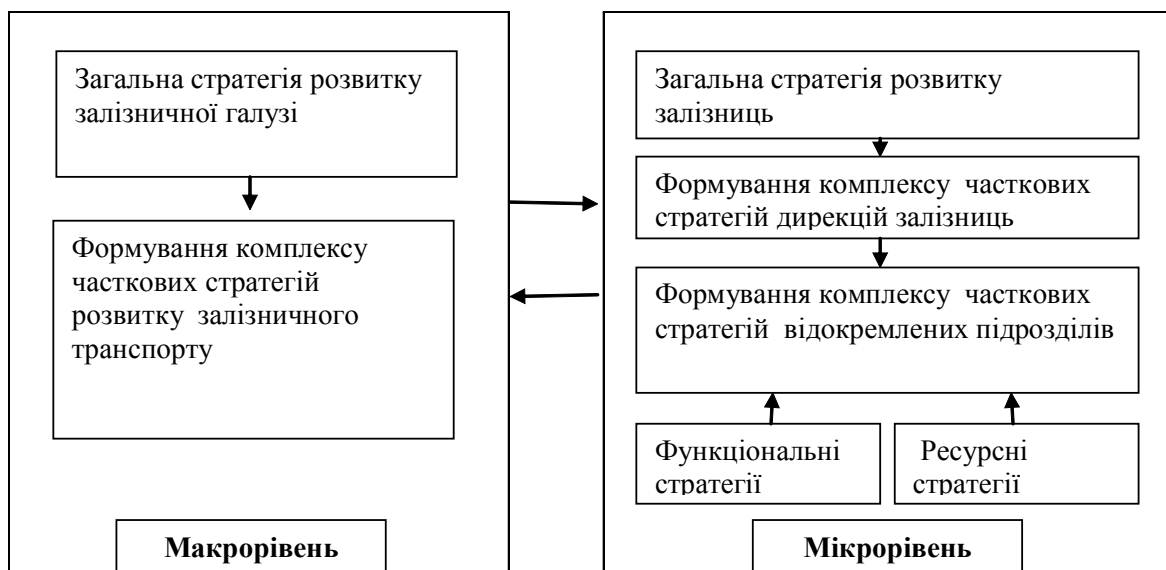 Загальна стратегія розвитку
залізничної галузі
Формування комплексу
часткових стратегій
розвитку залізничного
транспорту
Макрорівень
Загальна стратегія розвитку
залізниць
Формування комплексу часткових
стратегій дирекцій залізниць
Формування комплексу часткових
стратегій відокремлених підрозділів
Функціональні
стратегії
Ресурсні
стратегії
Мікрорівень